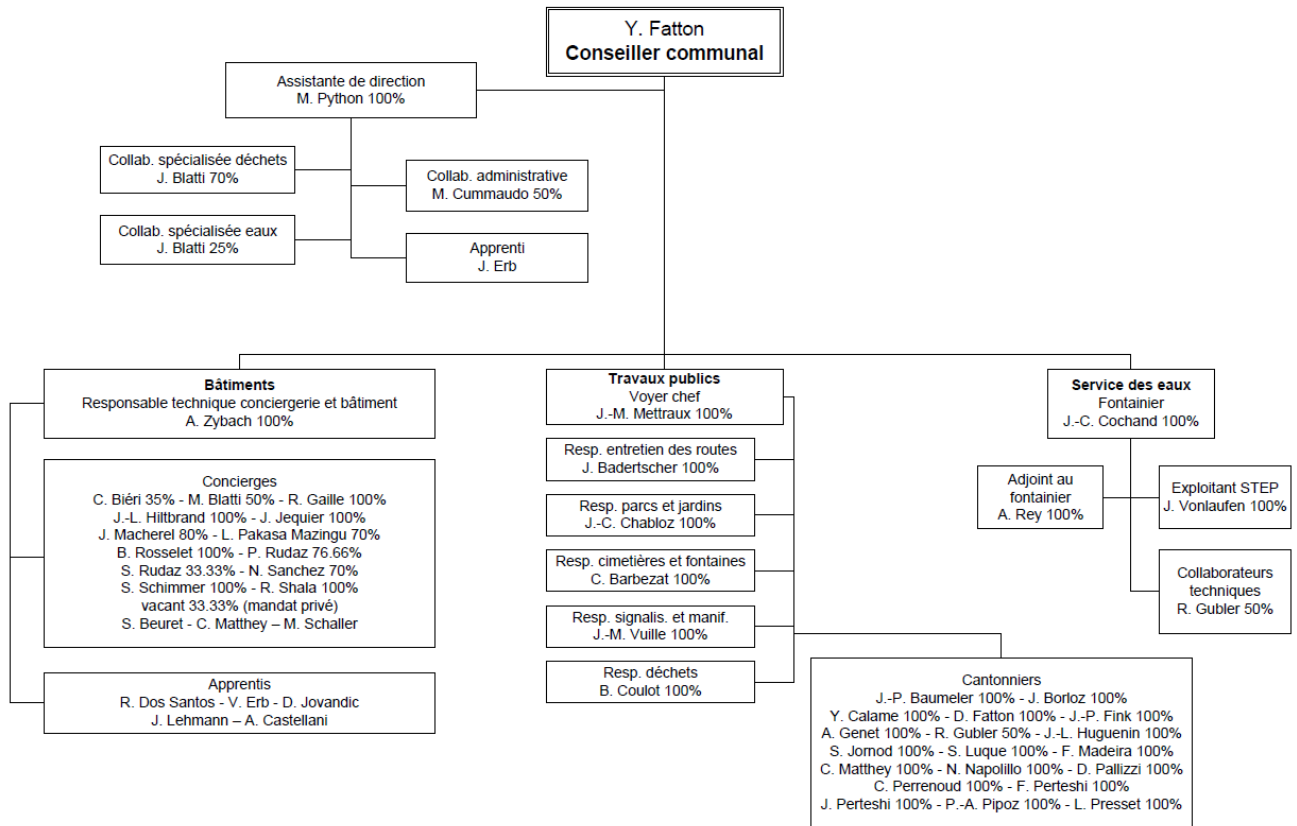 Y. Fatton
Conseiller communal
Assistante de direction
M. Python 100%
Collab. spécialisée déchets
J. Blatti 70%
Collab. administrative
M. Cummaudo 50%
Collab. spécialisée eaux
J. Blatti 25%
Apprenti
J. Erb
Bâtiments
Responsable technique conciergerie et bâtiment
A. Zybach 100%
Concierges
C. Biéri 35% - M. Blatti 50% - R. Gaille 100%
J.-L. Hiltbrand 100% - J. Jequier 100%
J. Macherel 80% - L. Pakasa Mazingu 70%
B. Rosselet 100% - P. Rudaz 76.66%
S. Rudaz 33.33% - N. Sanchez 70%
S. Schimmer 100% - R. Shala 100%
vacant 33.33% (mandat privé)
S. Beuret - C. Matthey – M. Schaller
Apprentis
R. Dos Santos - V. Erb - D. Jovandic
J. Lehmann – A. Castellani
Travaux publics
Voyer chef
J.-M. Mettraux 100%
Resp. entretien des routes
J. Badertscher 100%
Resp. parcs et jardins
J.-C. Chabloz 100%
Resp. cimetières et fontaines
C. Barbezat 100%
Resp. signalis. et manif.
J.-M. Vuille 100%
Resp. déchets
B. Coulot 100%
Cantonniers
J.-P. Baumeler 100% - J. Borloz 100%
Y. Calame 100% - D. Fatton 100% - J.-P. Fink 100%
A. Genet 100% - R. Gubler 50% - J.-L. Huguenin 100%
S. Jornod 100% - S. Luque 100% - F. Madeira 100%
C. Matthey 100% - N. Napolillo 100% - D. Pallizzi 100%
C. Perrenoud 100% - F. Perteshi 100%
J. Perteshi 100% - P.-A. Pipoz 100% - L. Presset 100%
Service des eaux
Fontainier
J.-C. Cochand 100%
Adjoint au
fontainier
A. Rey 100%
Exploitant STEP
J. Vonlaufen 100%
Collaborateurs
techniques
R. Gubler 50%